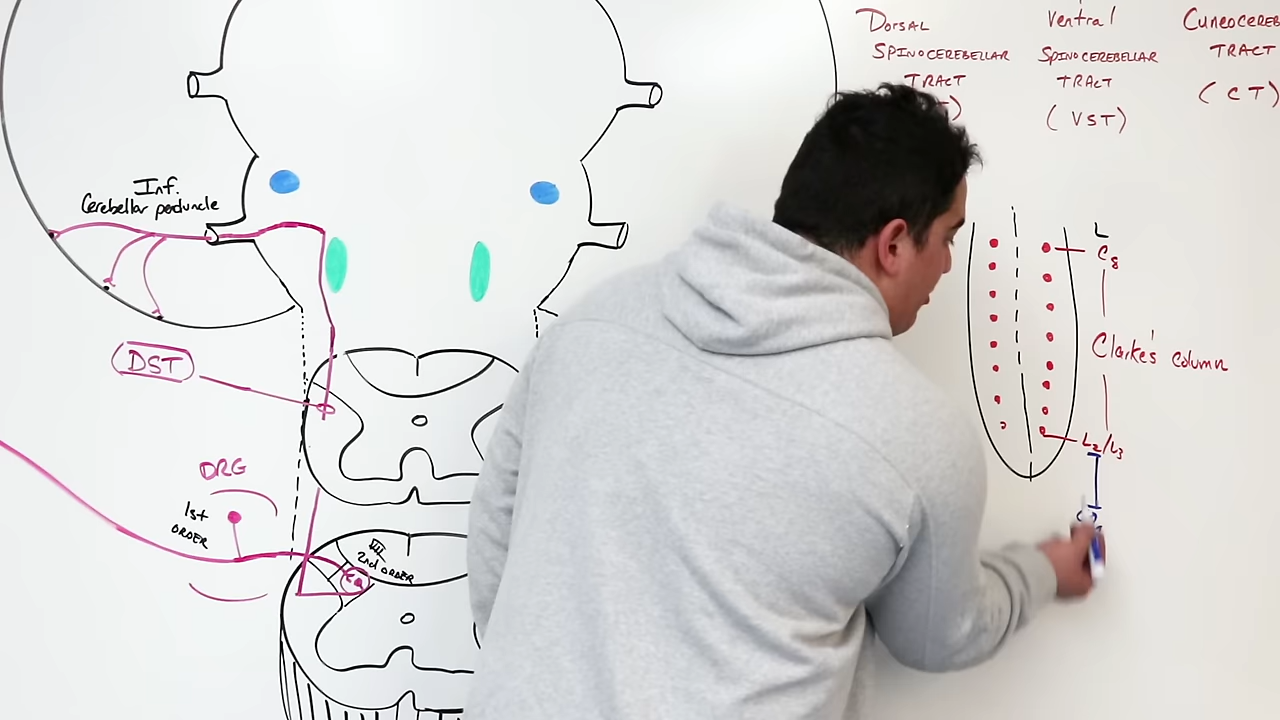 Dorsal
Spinocerebellar
Tract
T)
Ventral
Spinocerebellar
Tract
(VST)
Cuneocereb
Tract
(CT)
Inf.
Cerebellar peduncle
DST
DRG
1st
order
III
2nd order
L
C8
Clarke's column
L2/L3